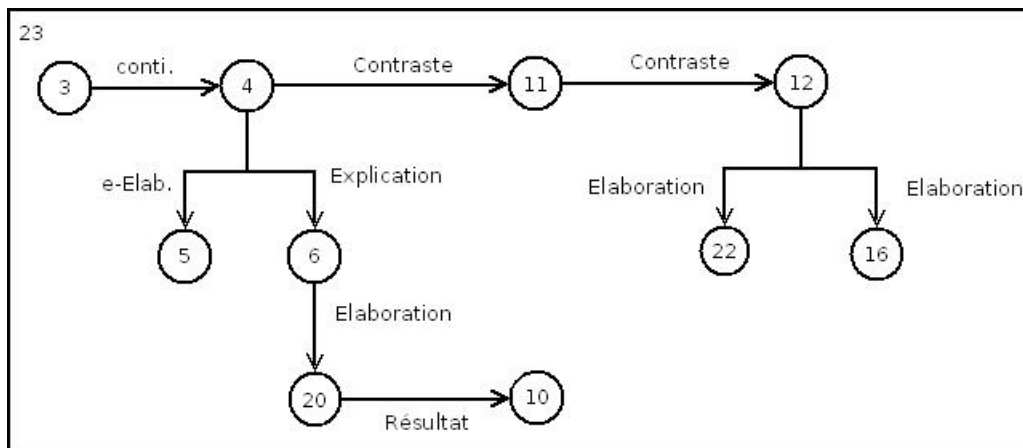 23
conti.
Contraste
Contraste
3
4
11
12
e-Elab.
Explication
Elaboration
Elaboration
5
6
22
16
Elaboration
20
10
Résultat